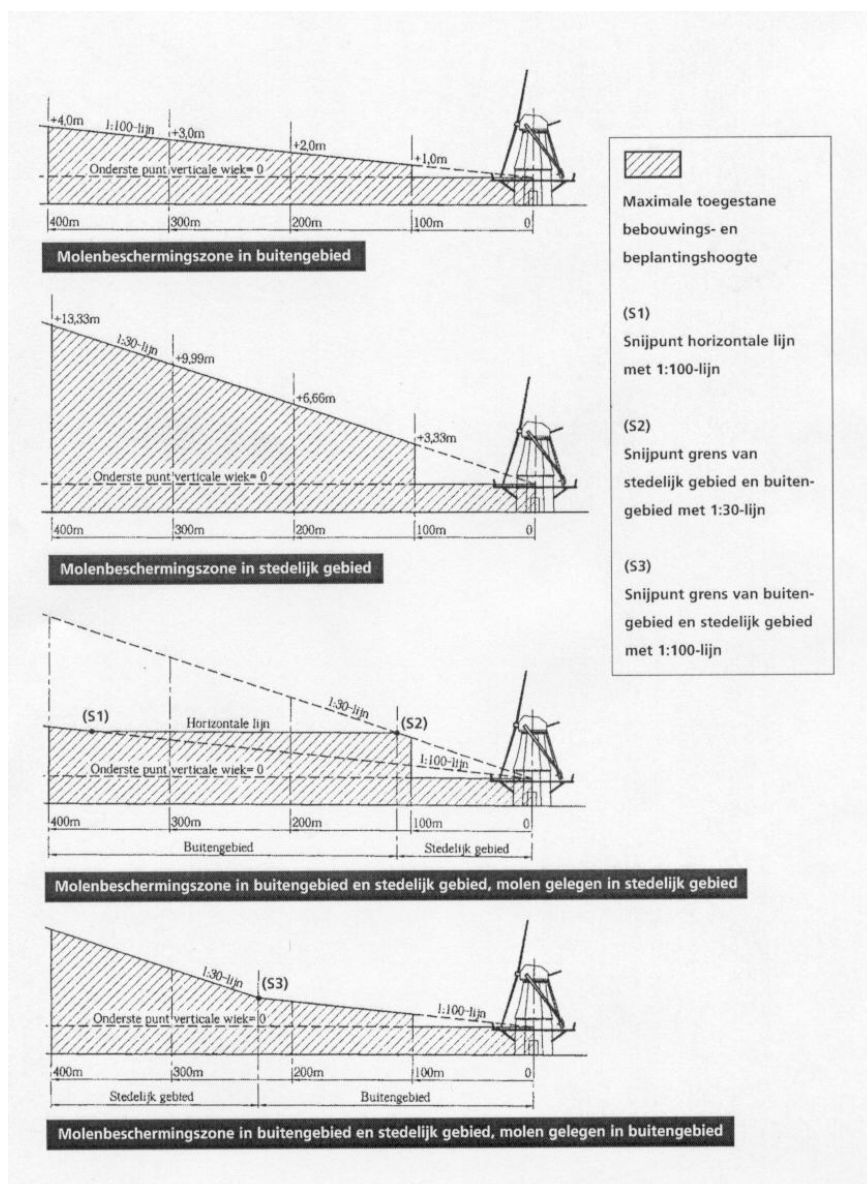 +4,0m
1:100-lijn
+3,0m
+2,0m
+1,0m
Onderste punt verticale wiek= 0
400m 300m 200m 100m 0
Molenbeschermingszone in buitengebied
+13,33m
1:30-lijn
+9,99m
+6,66m
+3,33m
Onderste punt verticale wiek= 0
400m 300m 200m 100m 0
Molenbeschermingszone in stedelijk gebied
1:30-lijn
(S1) Horizontale lijn (S2)
1:100-lijn
Onderste punt verticale wiek= 0
400m 300m 200m 100m 0
Buitengebied Stedelijk gebied
Molenbeschermingszone in buitengebied en stedelijk gebied, molen gelegen in stedelijk gebied
1:30-lijn (S3)
1:100-lijn
Onderste punt verticale wiek= 0
400m 300m 200m 100m 0
Stedelijk gebied Buitengebied
Molenbeschermingszone in buitengebied en stedelijk gebied, molen gelegen in buitengebied
Maximale toegestane
bebouwings- en
beplantingshoogte
(S1)
Snijpunt horizontale lijn
met 1:100-lijn
(S2)
Snijpunt grens van
stedelijk gebied en buiten-
gebied met 1:30-lijn
(S3)
Snijpunt grens van buiten-
gebied en stedelijk gebied
met 1:100-lijn